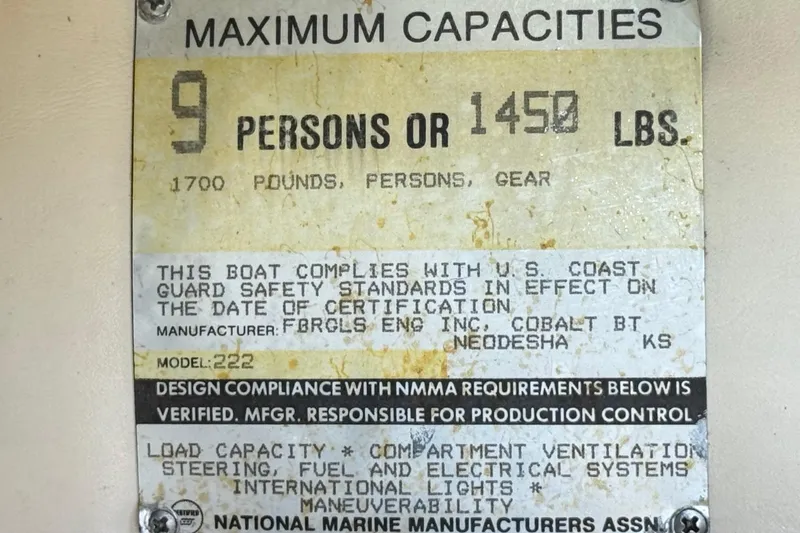 MAXIMUM CAPACITIES
9 PERSONS OR 1450 LBS.
1700 POUNDS, PERSONS, GEAR
THIS BOAT COMPLIES WITH U.S. COAST
GUARD SAFETY STANDARDS IN EFFECT ON
THE DATE OF CERTIFICATION
MANUFACTURER: FBRGLS ENG INC, COBALT BT
NEODESHA KS
MODEL: 222
DESIGN COMPLIANCE WITH NMMA REQUIREMENTS BELOW IS
VERIFIED. MFGR. RESPONSIBLE FOR PRODUCTION CONTROL
LOAD CAPACITY * COMPARTMENT VENTILATION
STEERING, FUEL AND ELECTRICAL SYSTEMS
INTERNATIONAL LIGHTS *
MANEUVERABILITY
NATIONAL MARINE MANUFACTURERS ASSN.